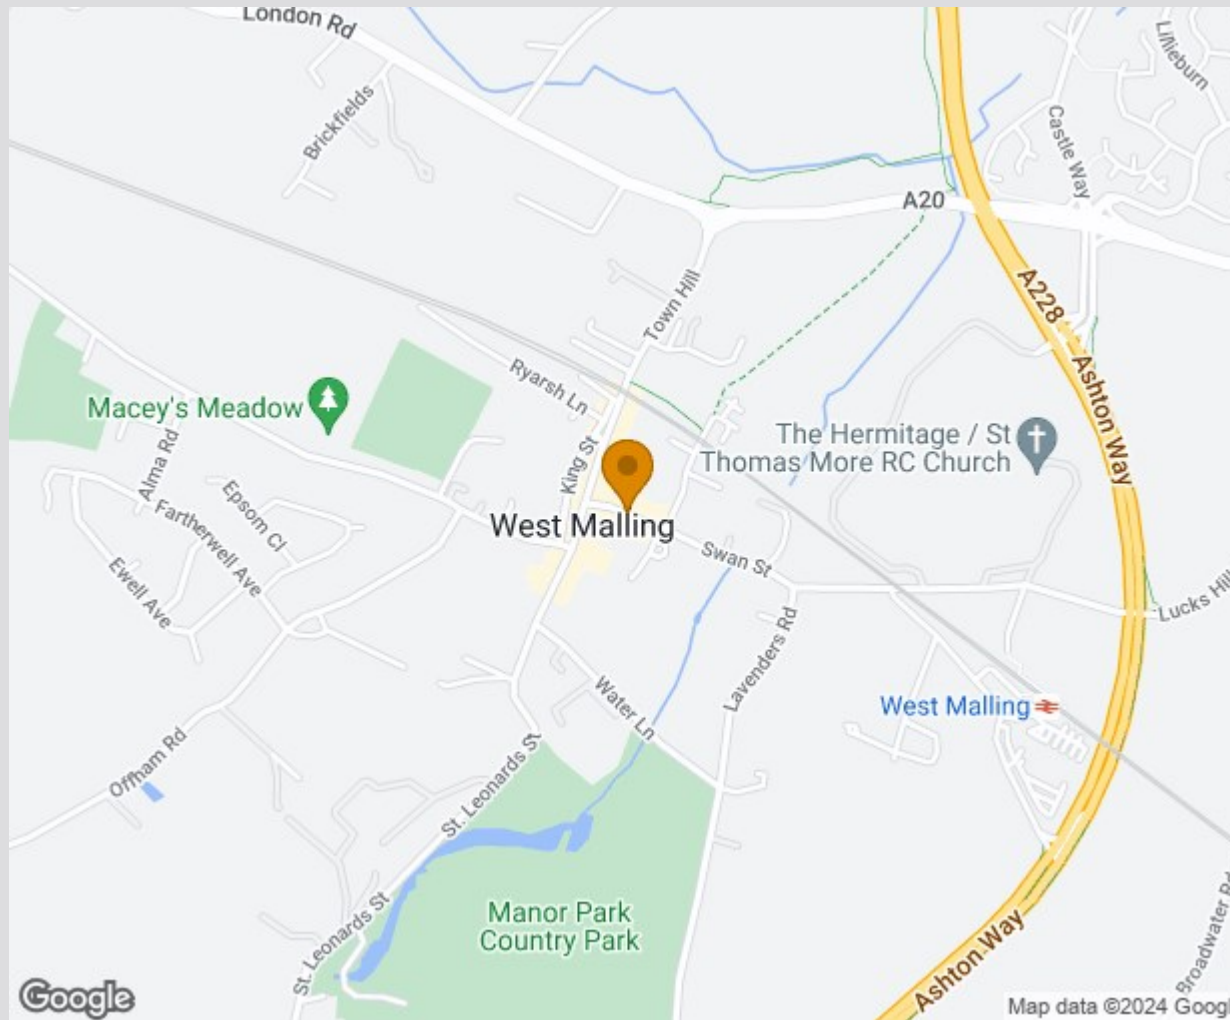 London Rd
Lillieburn
Brickfields
Castle Way
A20
A228
Town Hill
Ashton Way
Ryarsh Ln
Macey's Meadow
Alma Rd
King St
The Hermitage / St
Thomas More RC Church
Epsom Cl
Fartherwell Ave
West Malling
Swan St
Ewell Ave
Lucks Hill
Lavenders Rd
Water Ln
West Malling
Offham Rd
St. Leonards St
Manor Park
Country Park
St. Leonards St
Ashton Way
Broadwater Rd
Google
Map data ©2024 Googl